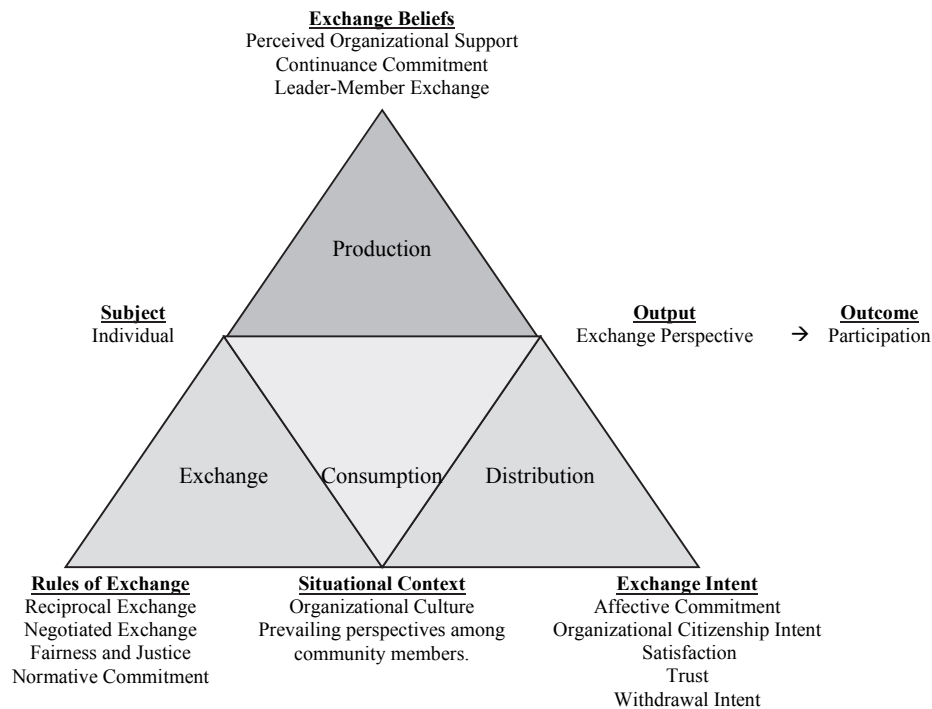 Exchange Beliefs
Perceived Organizational Support
Continuance Commitment
Leader-Member Exchange
Production
Subject
Individual
Output
Exchange Perspective
→
Outcome
Participation
Exchange
Consumption
Distribution
Rules of Exchange
Reciprocal Exchange
Negotiated Exchange
Fairness and Justice
Normative Commitment
Situational Context
Organizational Culture
Prevailing perspectives among
community members.
Exchange Intent
Affective Commitment
Organizational Citizenship Intent
Satisfaction
Trust
Withdrawal Intent